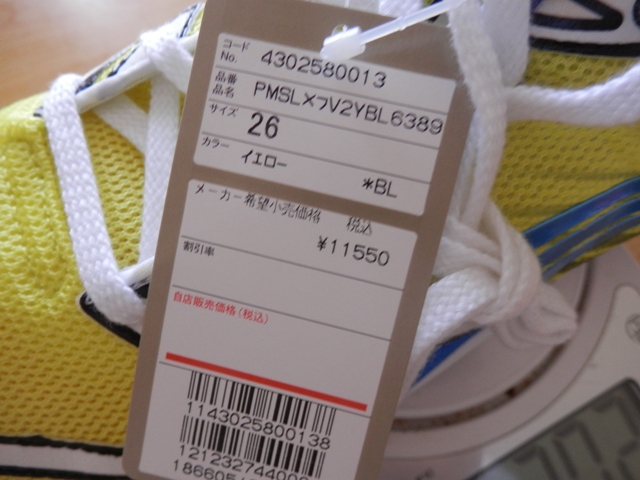 コード
No. 4302580013
品番
品名 PMSLメフV2YBL6389
サイズ 26
カラー イエロー *BL
メーカー希望小売価格 税込
¥11550
割引率
自店販売価格(税込)
1143025800138